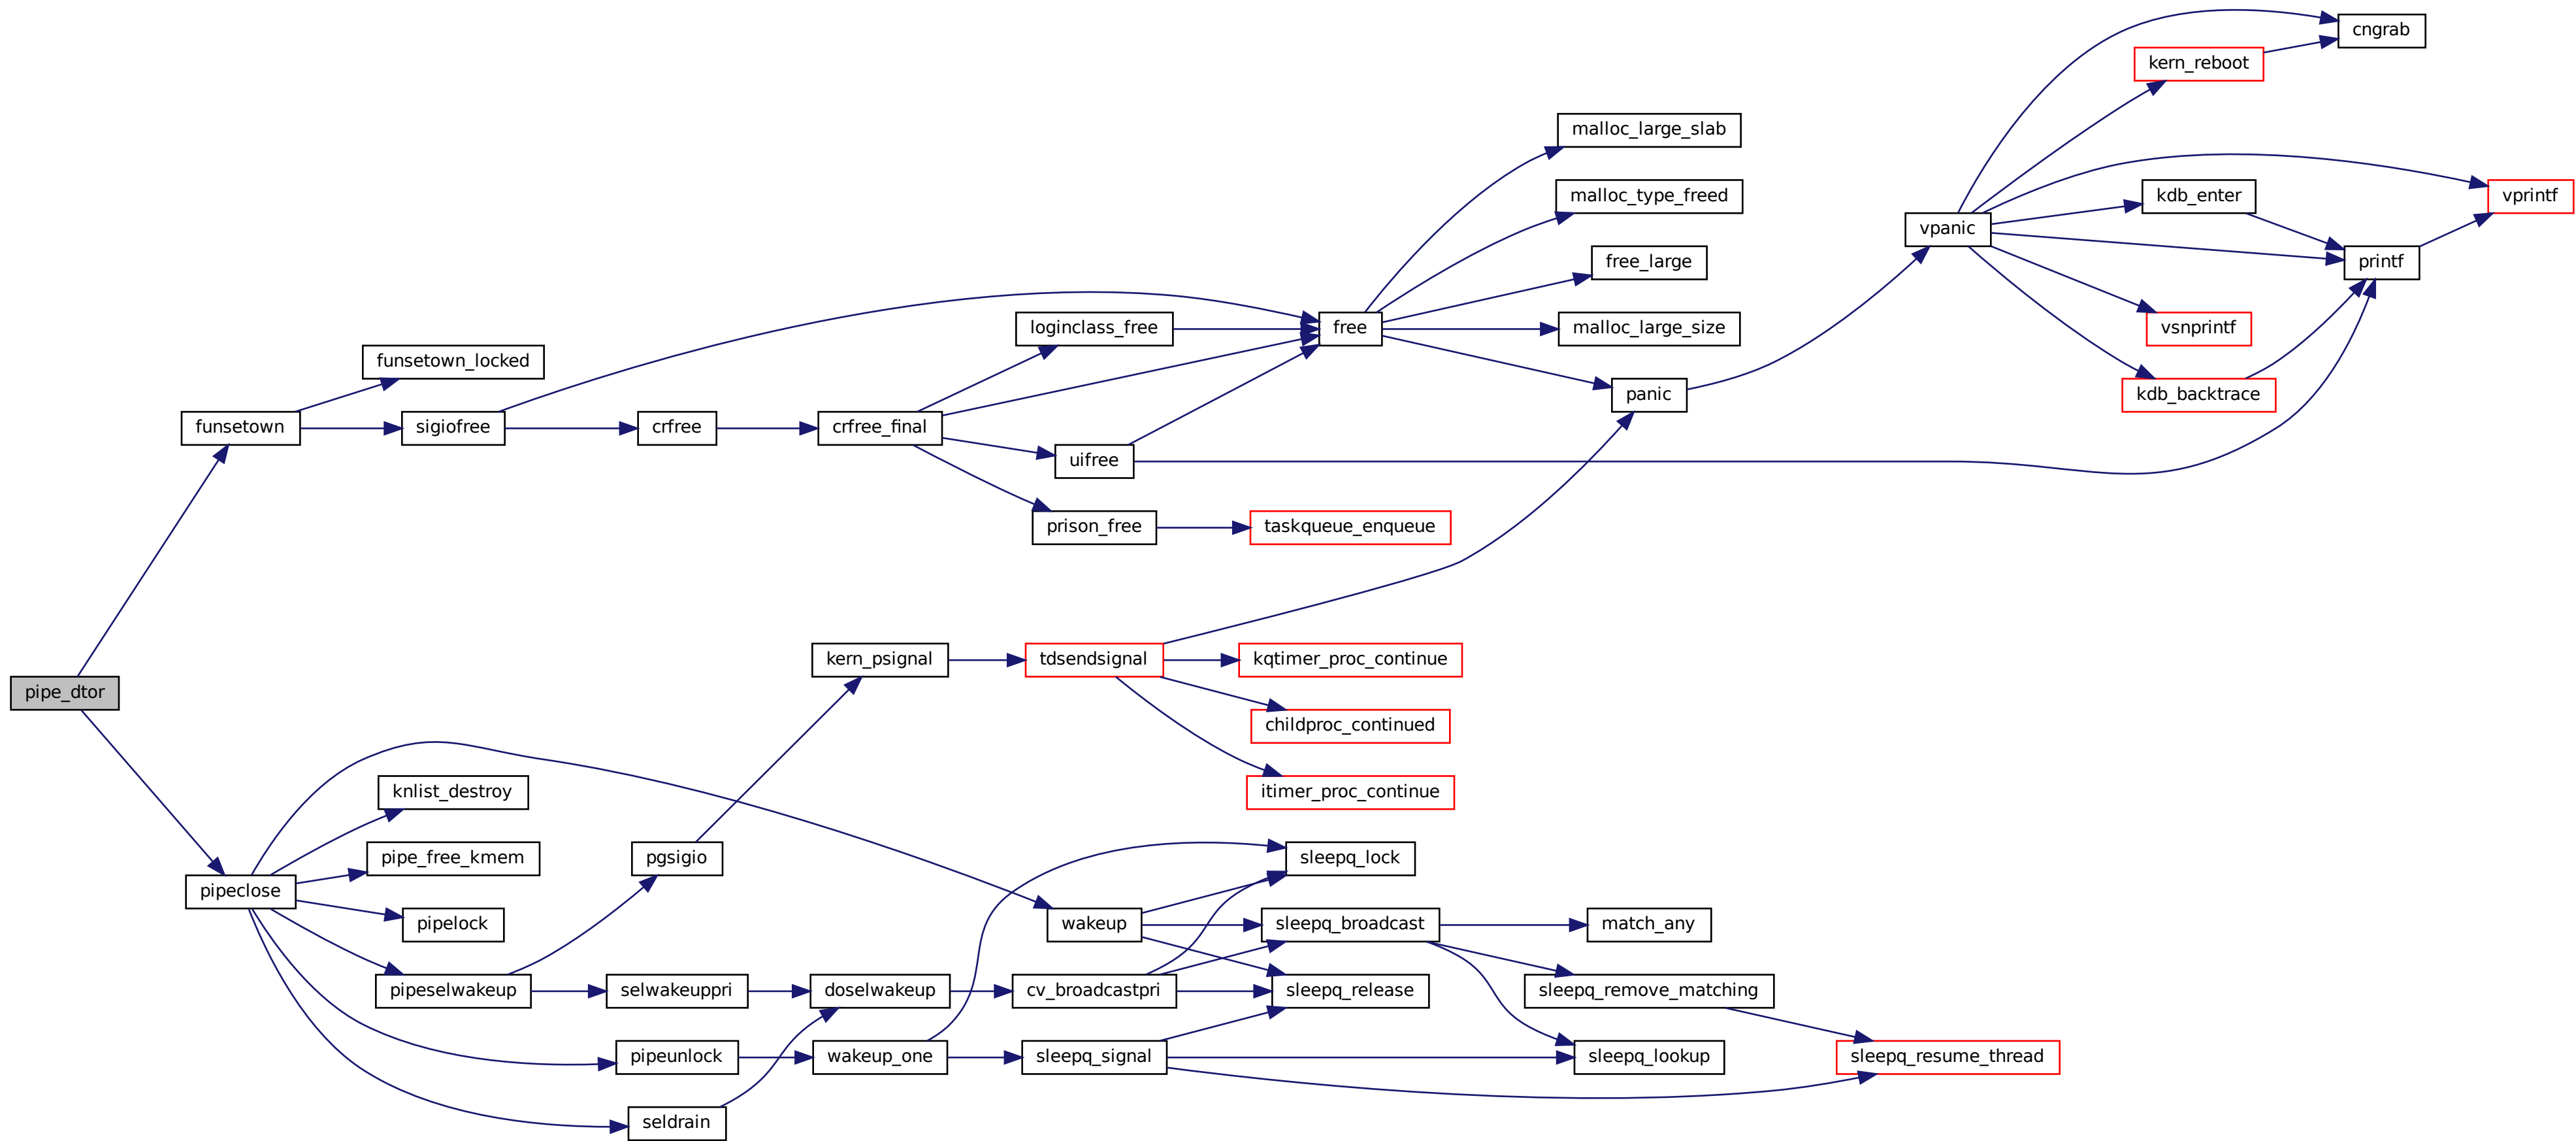 cngrab
kern_reboot
malloc_large_slab
malloc_type_freed
kdb_enter
vprintf
vpanic
free_large
printf
loginclass_free
free
malloc_large_size
vsnprintf
funsetown_locked
panic
kdb_backtrace
funsetown
sigiofree
crfree
crfree_final
uifree
prison_free
taskqueue_enqueue
kern_psignal
tdsendsignal
kqtimer_proc_continue
pipe_dtor
childproc_continued
knlist_destroy
itimer_proc_continue
pipe_free_kmem
pgsigio
sleepq_lock
pipeclose
pipelock
wakeup
sleepq_broadcast
match_any
pipeselwakeup
selwakeuppri
doselwakeup
cv_broadcastpri
sleepq_release
sleepq_remove_matching
pipeunlock
wakeup_one
sleepq_signal
sleepq_lookup
sleepq_resume_thread
seldrain